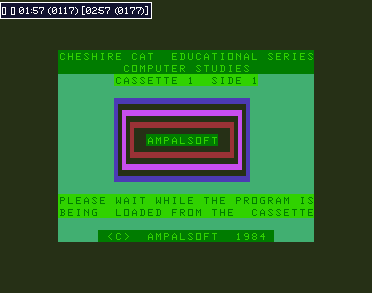 01:57(0117)[0257(0177)]
CHESHIRE CAT EDUCATIONAL SERIES
COMPUTER STUDIES
CASSETTE 1 SIDE 1
AMPALSOFT
PLEASE WAIT WHILE THE PROGRAM IS
BEING LOADED FROM THE CASSETTE
<C> AMPALSOFT 1984